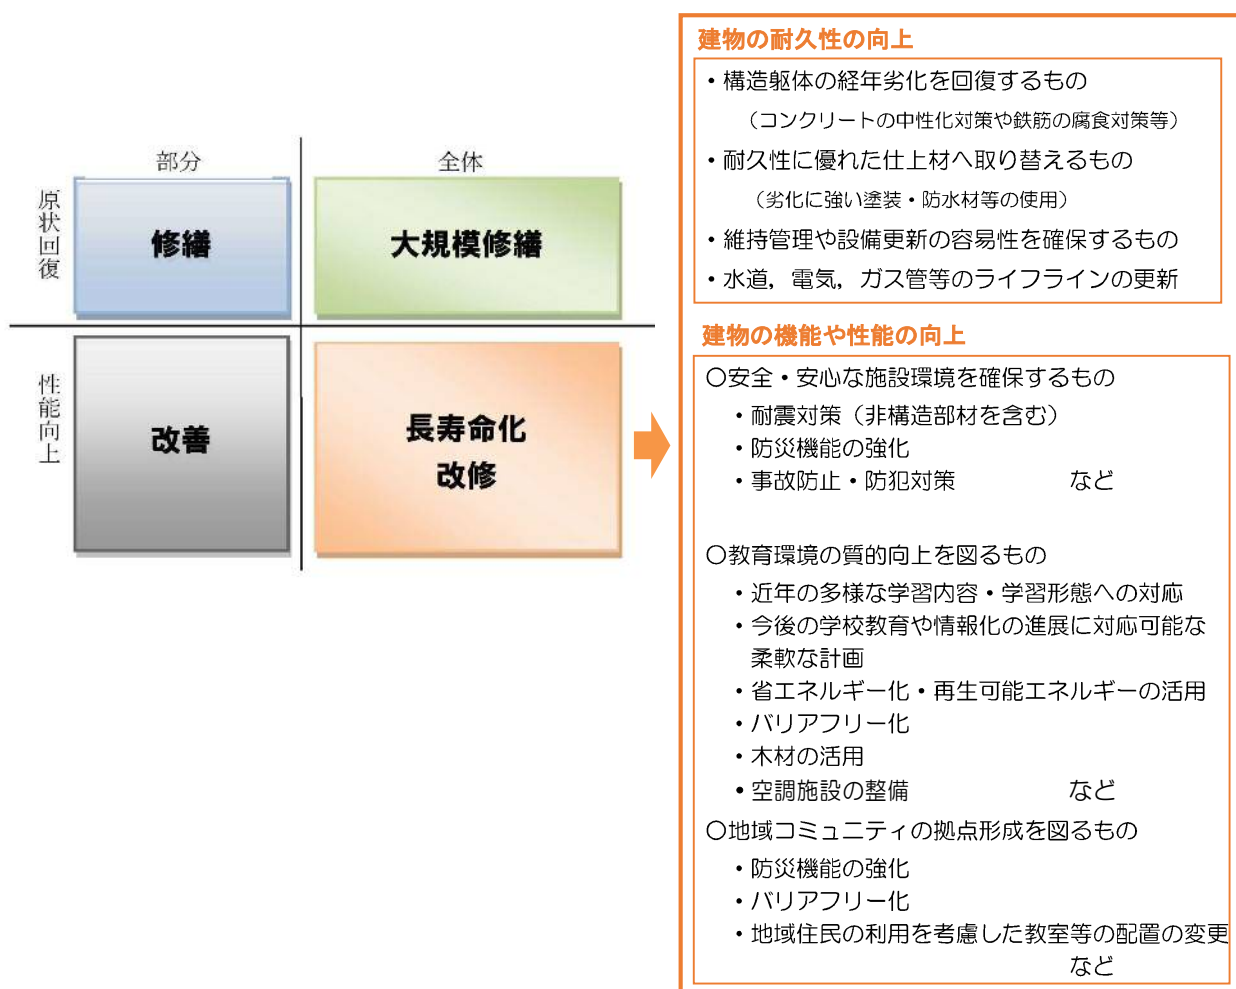 部分
全体
原状回復
修繕
大規模修繕
性能向上
改善
長寿命化
改修
建物の耐久性の向上
・構造躯体の経年劣化を回復するもの
（コンクリートの中性化対策や鉄筋の腐食対策等）
・耐久性に優れた仕上材へ取り替えるもの
（劣化に強い塗装・防水材等の使用）
・維持管理や設備更新の容易性を確保するもの
・水道，電気，ガス管等のライフラインの更新
建物の機能や性能の向上
○安全・安心な施設環境を確保するもの
・耐震対策（非構造部材を含む）
・防災機能の強化
・事故防止・防犯対策　など
○教育環境の質的向上を図るもの
・近年の多様な学習内容・学習形態への対応
・今後の学校教育や情報化の進展に対応可能な
柔軟な計画
・省エネルギー化・再生可能エネルギーの活用
・バリアフリー化
・木材の活用
・空調施設の整備　など
○地域コミュニティの拠点形成を図るもの
・防災機能の強化
・バリアフリー化
・地域住民の利用を考慮した教室等の配置の変更
など